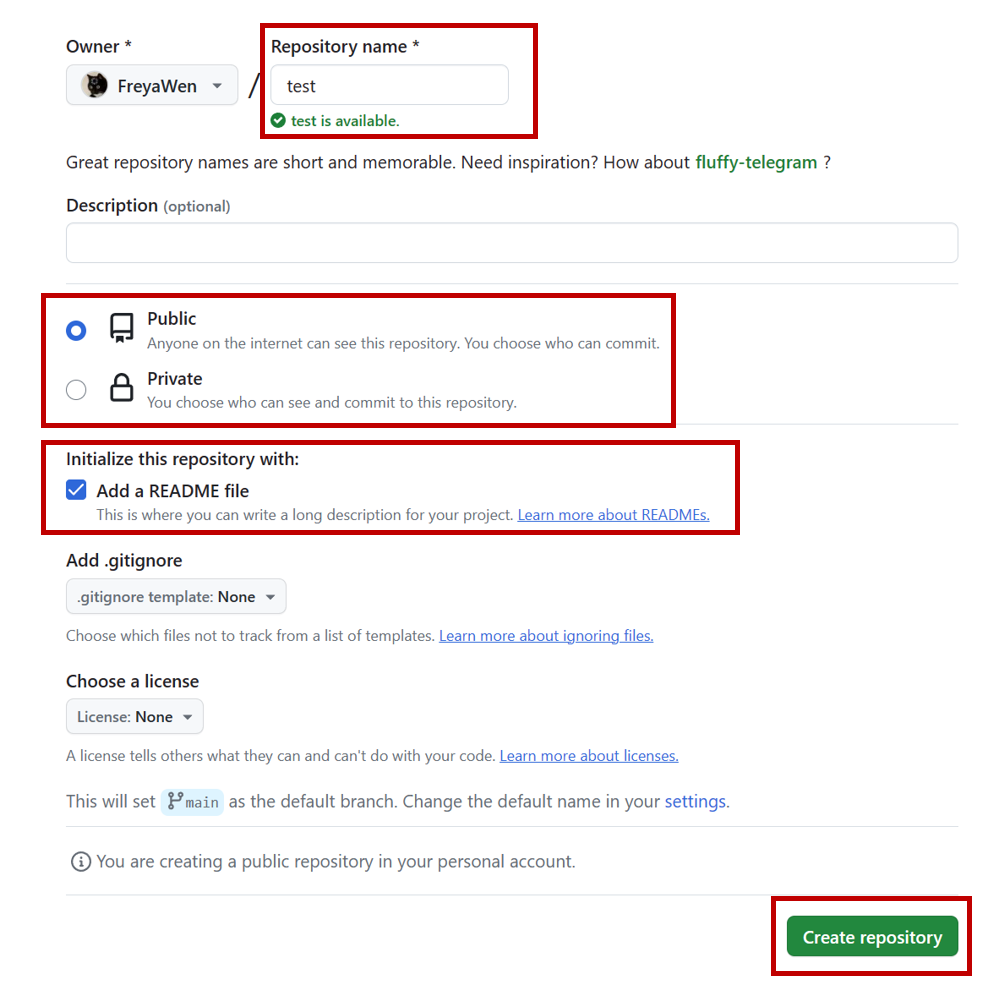 Owner *
Repository name *
FreyaWen
/
test
test is available.
Great repository names are short and memorable. Need inspiration? How about fluffy-telegram ?
Description (optional)
Public
Anyone on the internet can see this repository. You choose who can commit.
Private
You choose who can see and commit to this repository.
Initialize this repository with:
Add a README file
This is where you can write a long description for your project. Learn more about READMEs.
Add .gitignore
.gitignore template: None
Choose which files not to track from a list of templates. Learn more about ignoring files.
Choose a license
License: None
A license tells others what they can and can't do with your code. Learn more about licenses.
This will set main as the default branch. Change the default name in your settings.
You are creating a public repository in your personal account.
Create repository